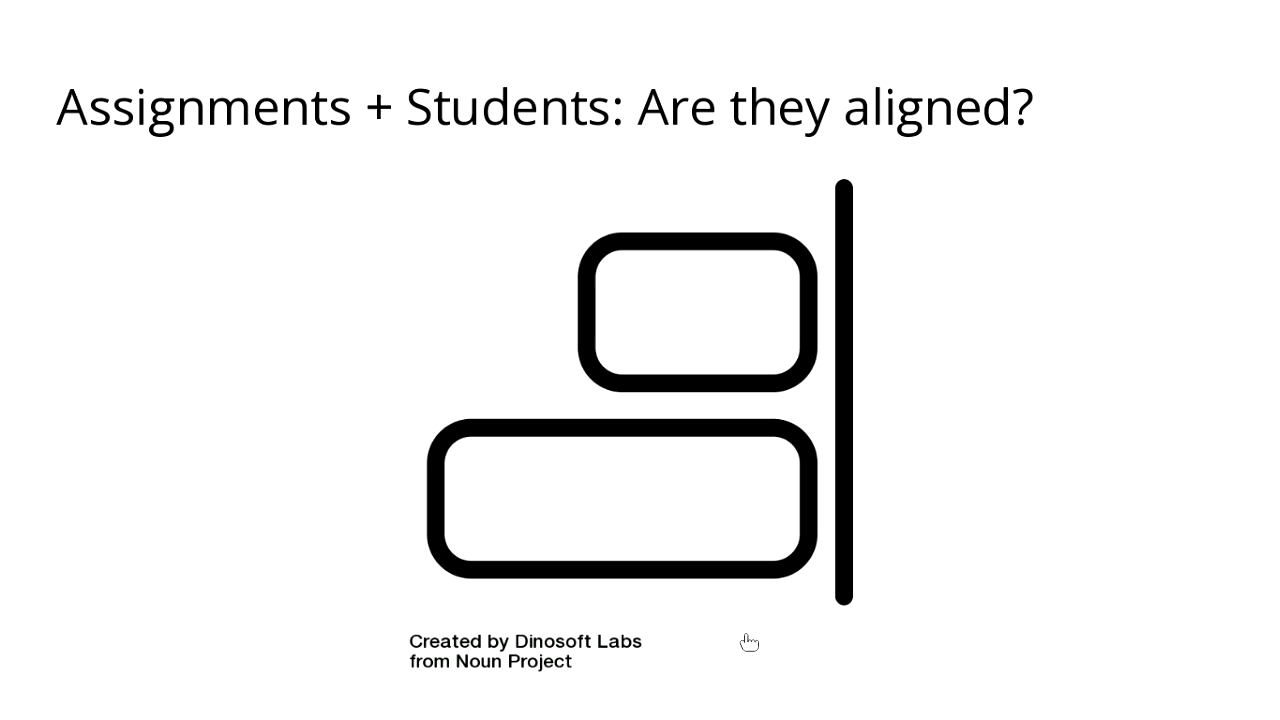 Assignments + Students: Are they aligned?
Created by Dinosoft Labs
from Noun Project